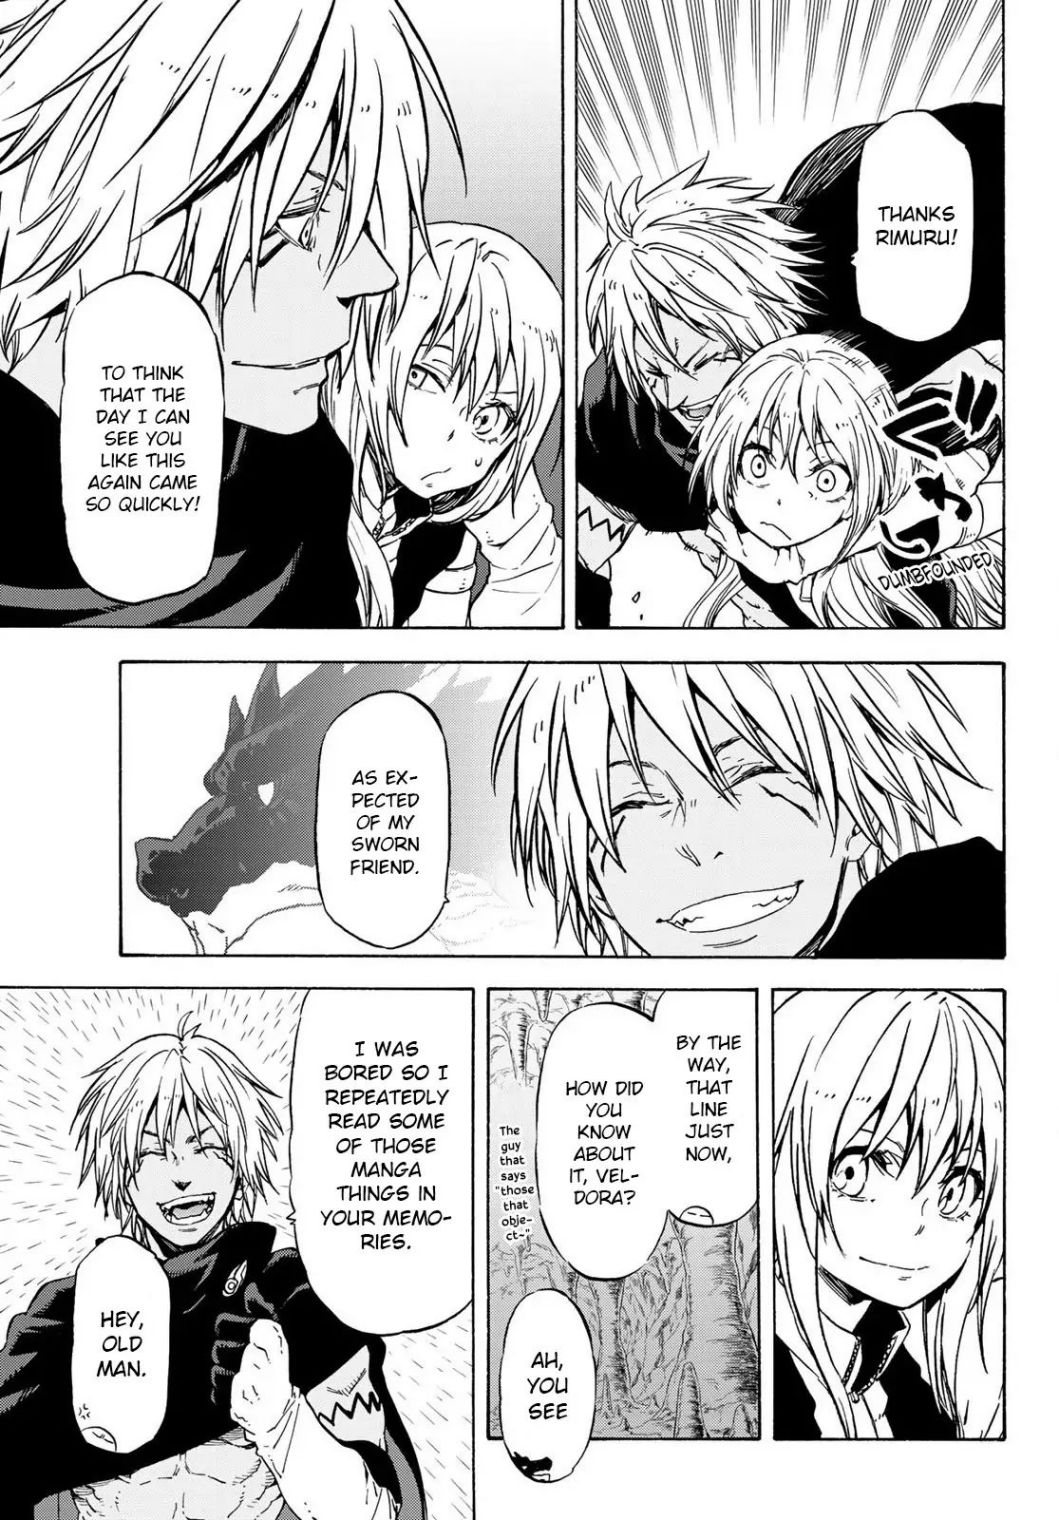 THANKS
RIMURU!
DUMBFOUNDED
TO THINK
THAT THE
DAY I CAN
SEE YOU
LIKE THIS
AGAIN CAME
SO QUICKLY!
AS EX-
PECTED
OF MY
SWORN
FRIEND.
BY THE
WAY,
THAT
LINE
JUST
NOW,
HOW DID
YOU
KNOW
ABOUT
IT, VEL-
DORA?
The
guy
that
says
"those
that
obje-
ct~"
AH,
YOU
SEE
I WAS
BORED SO I
REPEATEDLY
READ SOME
OF THOSE
MANGA
THINGS IN
YOUR MEMO-
RIES.
HEY,
OLD
MAN.